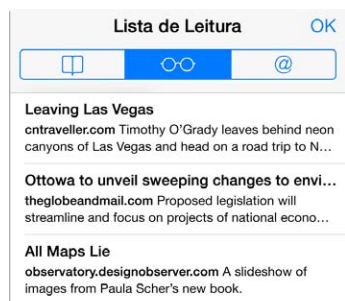 Lista de Leitura OK
@
Leaving Las Vegas
cntraveller.com Timothy O'Grady leaves behind neon
canyons of Las Vegas and head on a road trip to N...
Ottowa to unveil sweeping changes to envi...
theglobeandmail.com Proposed legislation will
streamline and focus on projects of national econo...
All Maps Lie
observatory.designobserver.com A slideshow of
images from Paula Scher's new book.